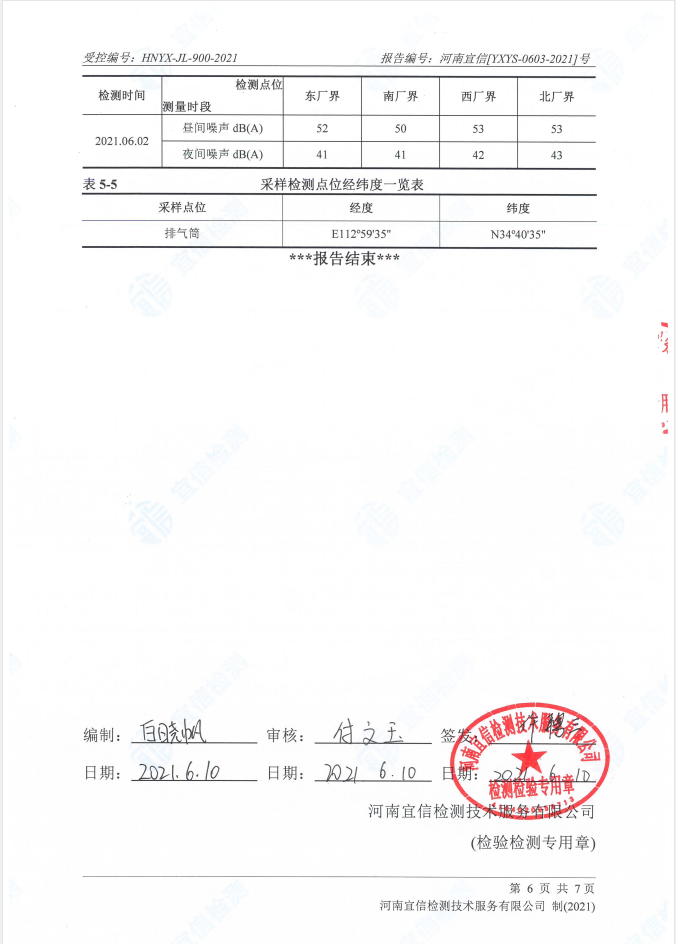 受控编号：HNYX-JL-900-2021 报告编号：河南宜信[YXYS-0603-2021]号
检测时间 检测点位 测量时段 东厂界 南厂界 西厂界 北厂界
2021.06.02 昼间噪声 dB(A) 52 50 53 53
夜间噪声 dB(A) 41 41 42 43
表 5-5 采样检测点位经纬度一览表
采样点位 经度 纬度
排气筒 E112°59'35" N34°40'35"
***报告结束***
宜信检测
编制： 审核：付文玉 签发：
日期：2021.6.10 日期：2021 6.10 日期：2021 6.10
河南宜信检测技术服务有限公司
检测检验专用章
河南宜信检测技术服务有限公司
(检验检测专用章)
第 6 页 共 7 页
河南宜信检测技术服务有限公司 制(2021)